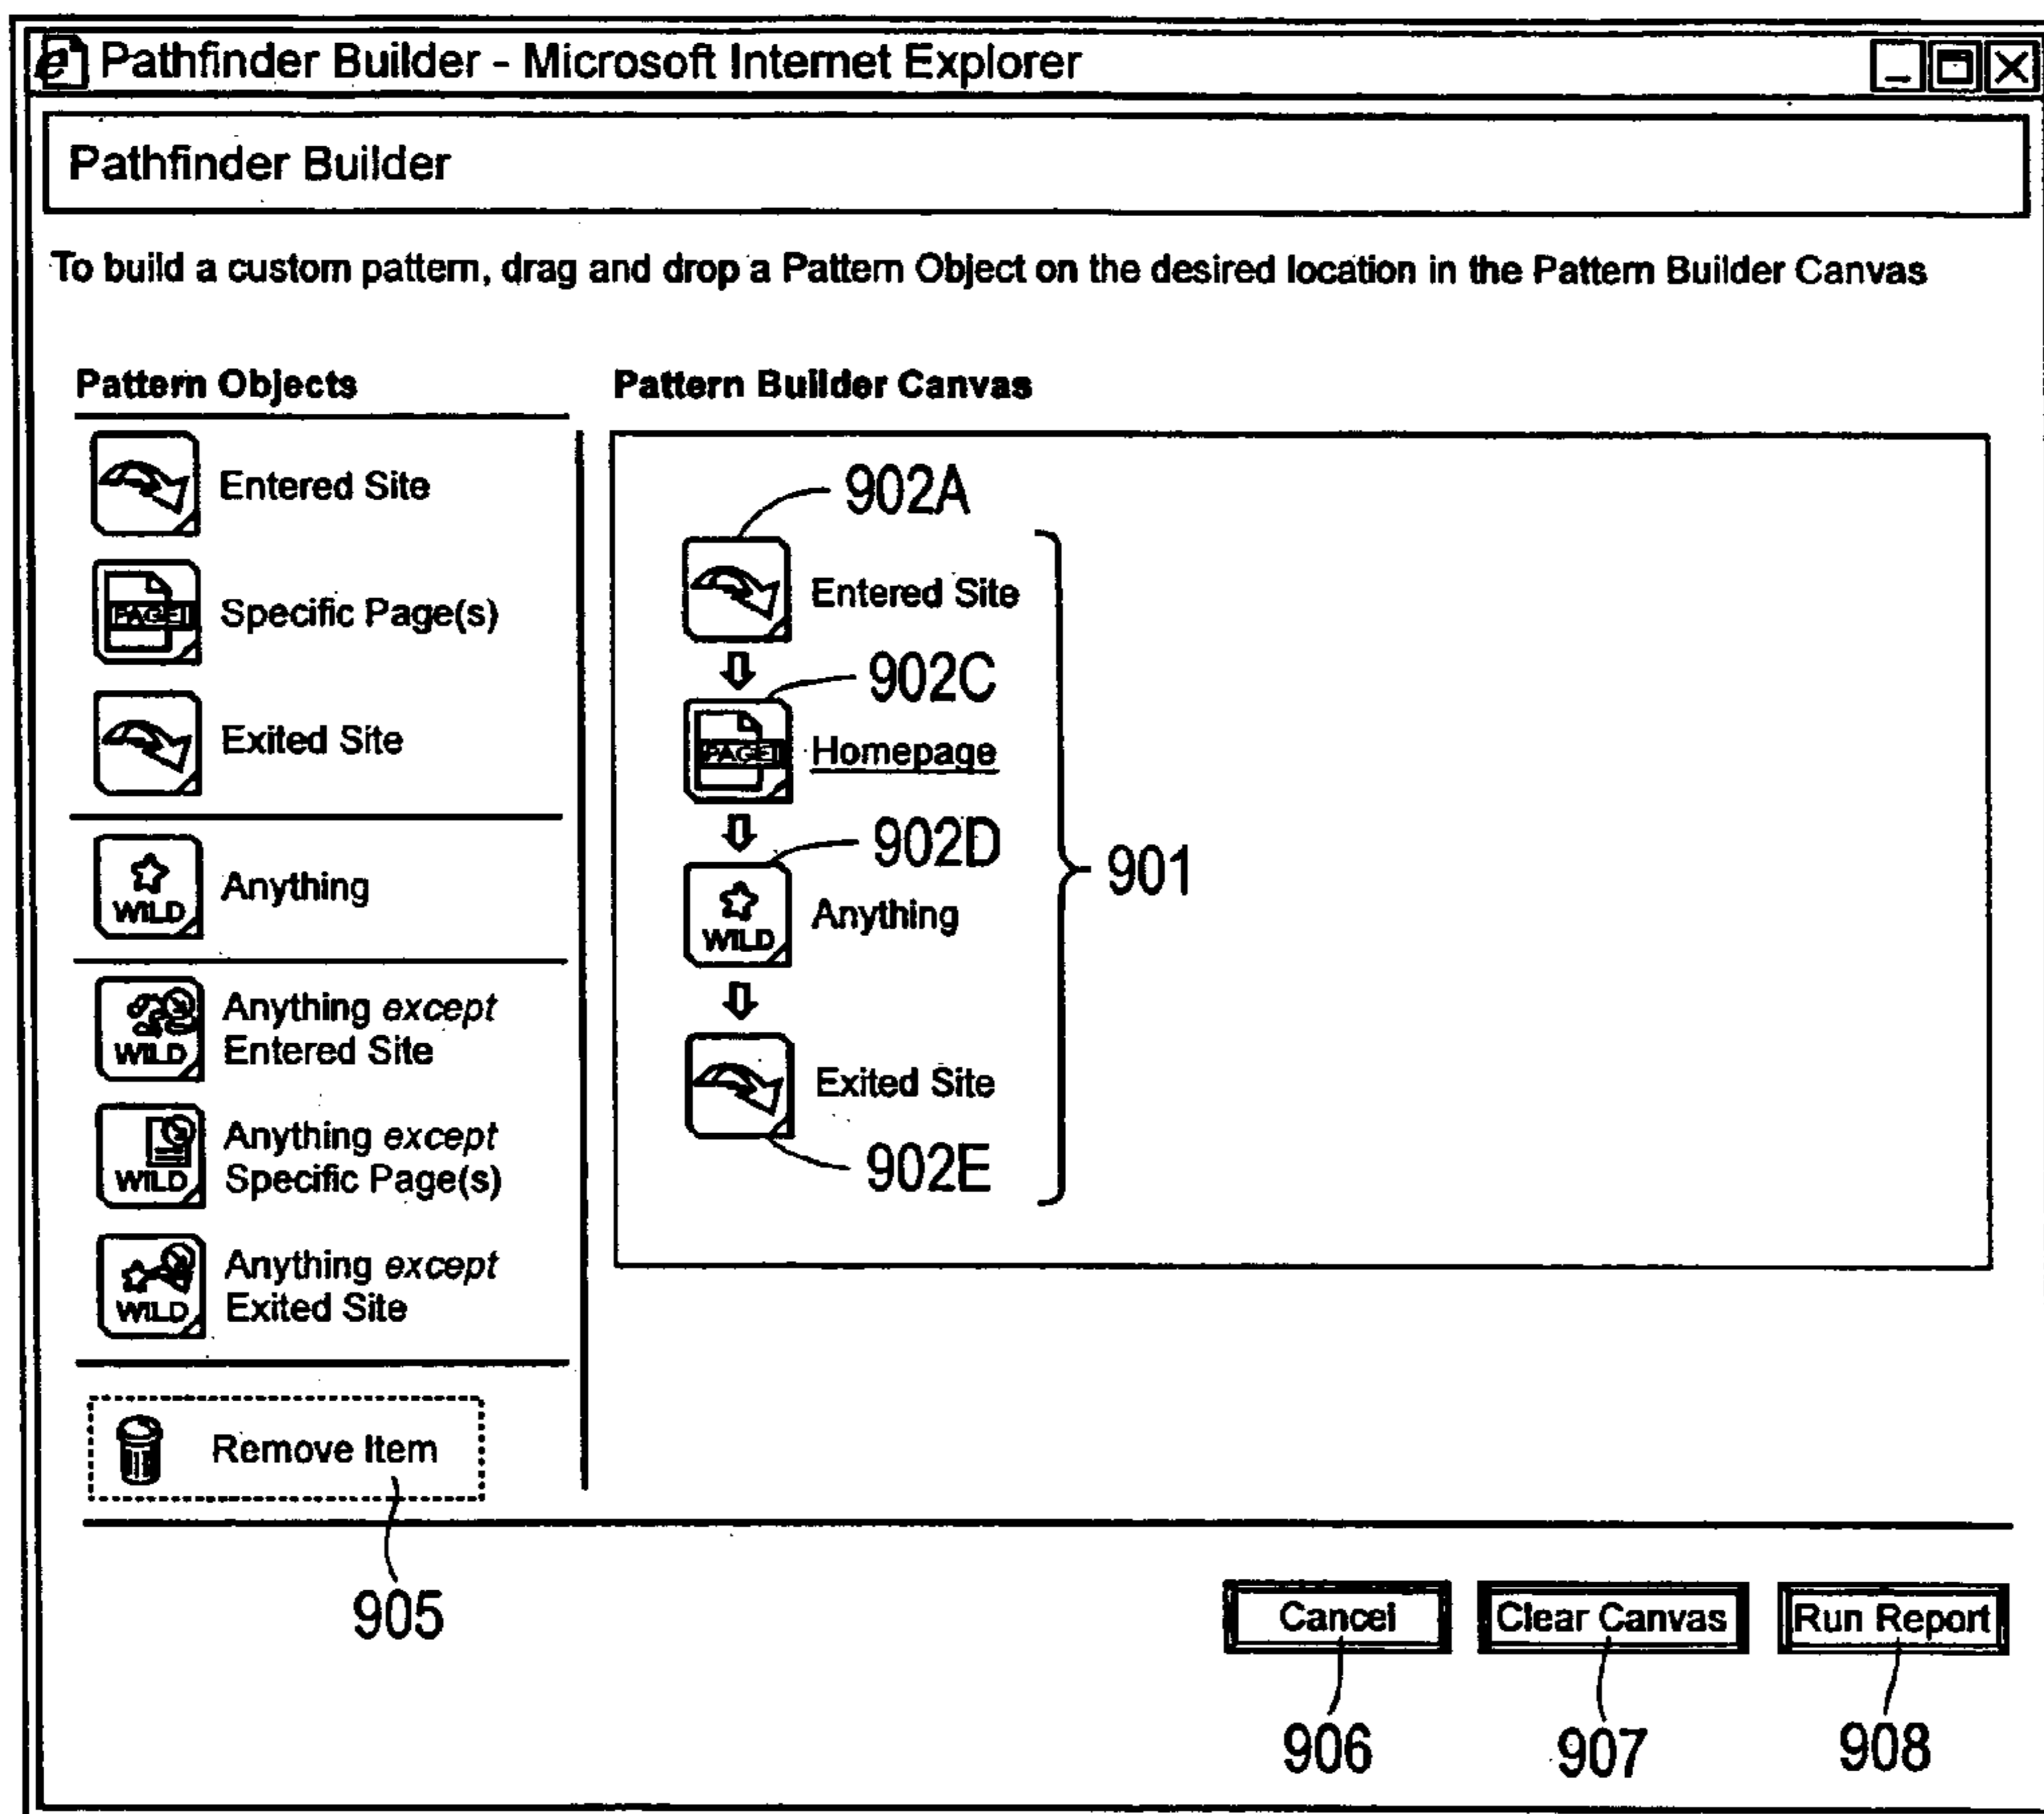 Pathfinder Builder - Microsoft Internet Explorer
Pathfinder Builder
To build a custom pattern, drag and drop a Pattern Object on the desired location in the Pattern Builder Canvas
Pattern Objects
Entered Site
PAGE
Specific Page(s)
Exited Site
WILD
Anything
WILD
Anything except
Entered Site
WILD
Anything except
Specific Page(s)
WILD
Anything except
Exited Site
Remove Item
905
Pattern Builder Canvas
902A
Entered Site
902C
PAGE
Homepage
902D
WILD
Anything
Exited Site
902E
901
Cancel
Clear Canvas
Run Report
906
907
908